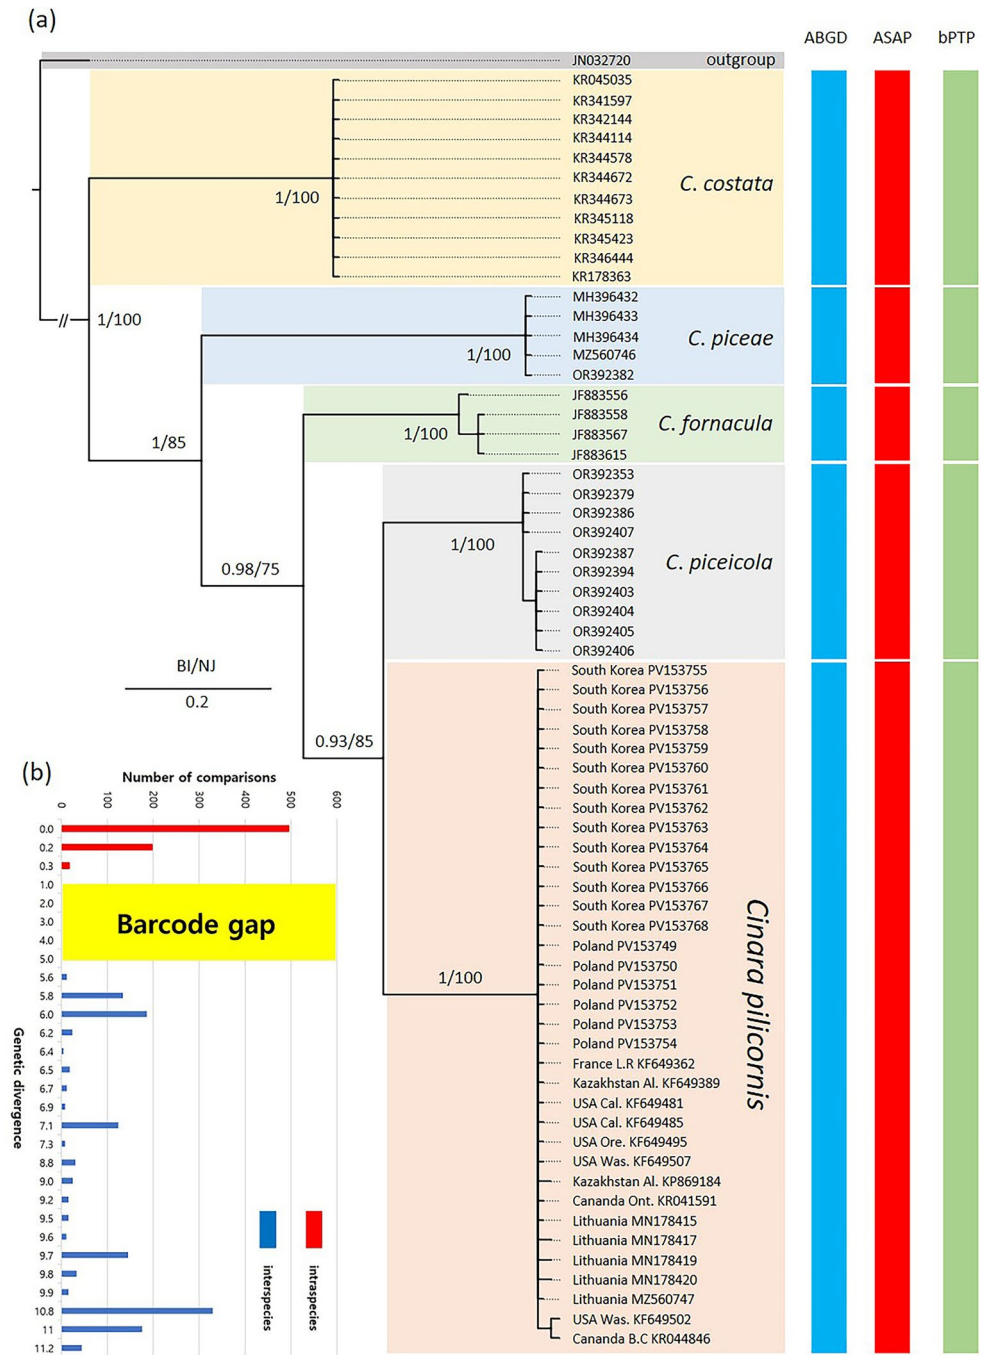 (a)
ABGD ASAP bPTP
JN032720 outgroup
KR045035
KR341597
KR342144
KR344114
KR344578
KR344672
C. costata
KR344673
1/100
KR345118
KR345423
KR346444
KR178363
MH396432
MH396433
1/100
MH396434
C. piceae
MZ560746
1/100
OR392382
JF883556
JF883558
C. fornacula
JF883567
1/100
1/85
JF883615
OR392353
OR392379
OR392386
OR392407
1/100
OR392387
C. piceicola
OR392394
0.98/75
OR392403
OR392404
OR392405
OR392406
BI/NJ
0.2
South Korea PV153755
South Korea PV153756
South Korea PV153757
South Korea PV153758
0.93/85
South Korea PV153759
South Korea PV153760
South Korea PV153761
South Korea PV153762
South Korea PV153763
South Korea PV153764
South Korea PV153765
South Korea PV153766
South Korea PV153767
South Korea PV153768
Poland PV153749
Poland PV153750
Poland PV153751
Poland PV153752
Poland PV153753
Poland PV153754
France L.R KF649362
Kazakhstan Al. KF649389
USA Cal. KF649481
USA Cal. KF649485
USA Ore. KF649495
USA Was. KF649507
Kazakhstan Al. KP869184
Cananda Ont. KR041591
Lithuania MN178415
Lithuania MN178417
Lithuania MN178419
Lithuania MN178420
Lithuania MZ560747
USA Was. KF649502
Cananda B.C KR044846
1/100
Cinara pilicornis
(b)
Number of comparisons
0 100 200 300 400 500 600
0.0
0.2
0.3
1.0
2.0
3.0
4.0
5.0
Barcode gap
5.6
5.8
6.0
6.2
6.4
6.5
6.7
6.9
7.1
7.3
8.8
9.0
9.2
9.5
9.6
9.7
9.8
9.9
10.8
11
11.2
Genetic divergence
interspecies
intraspecies